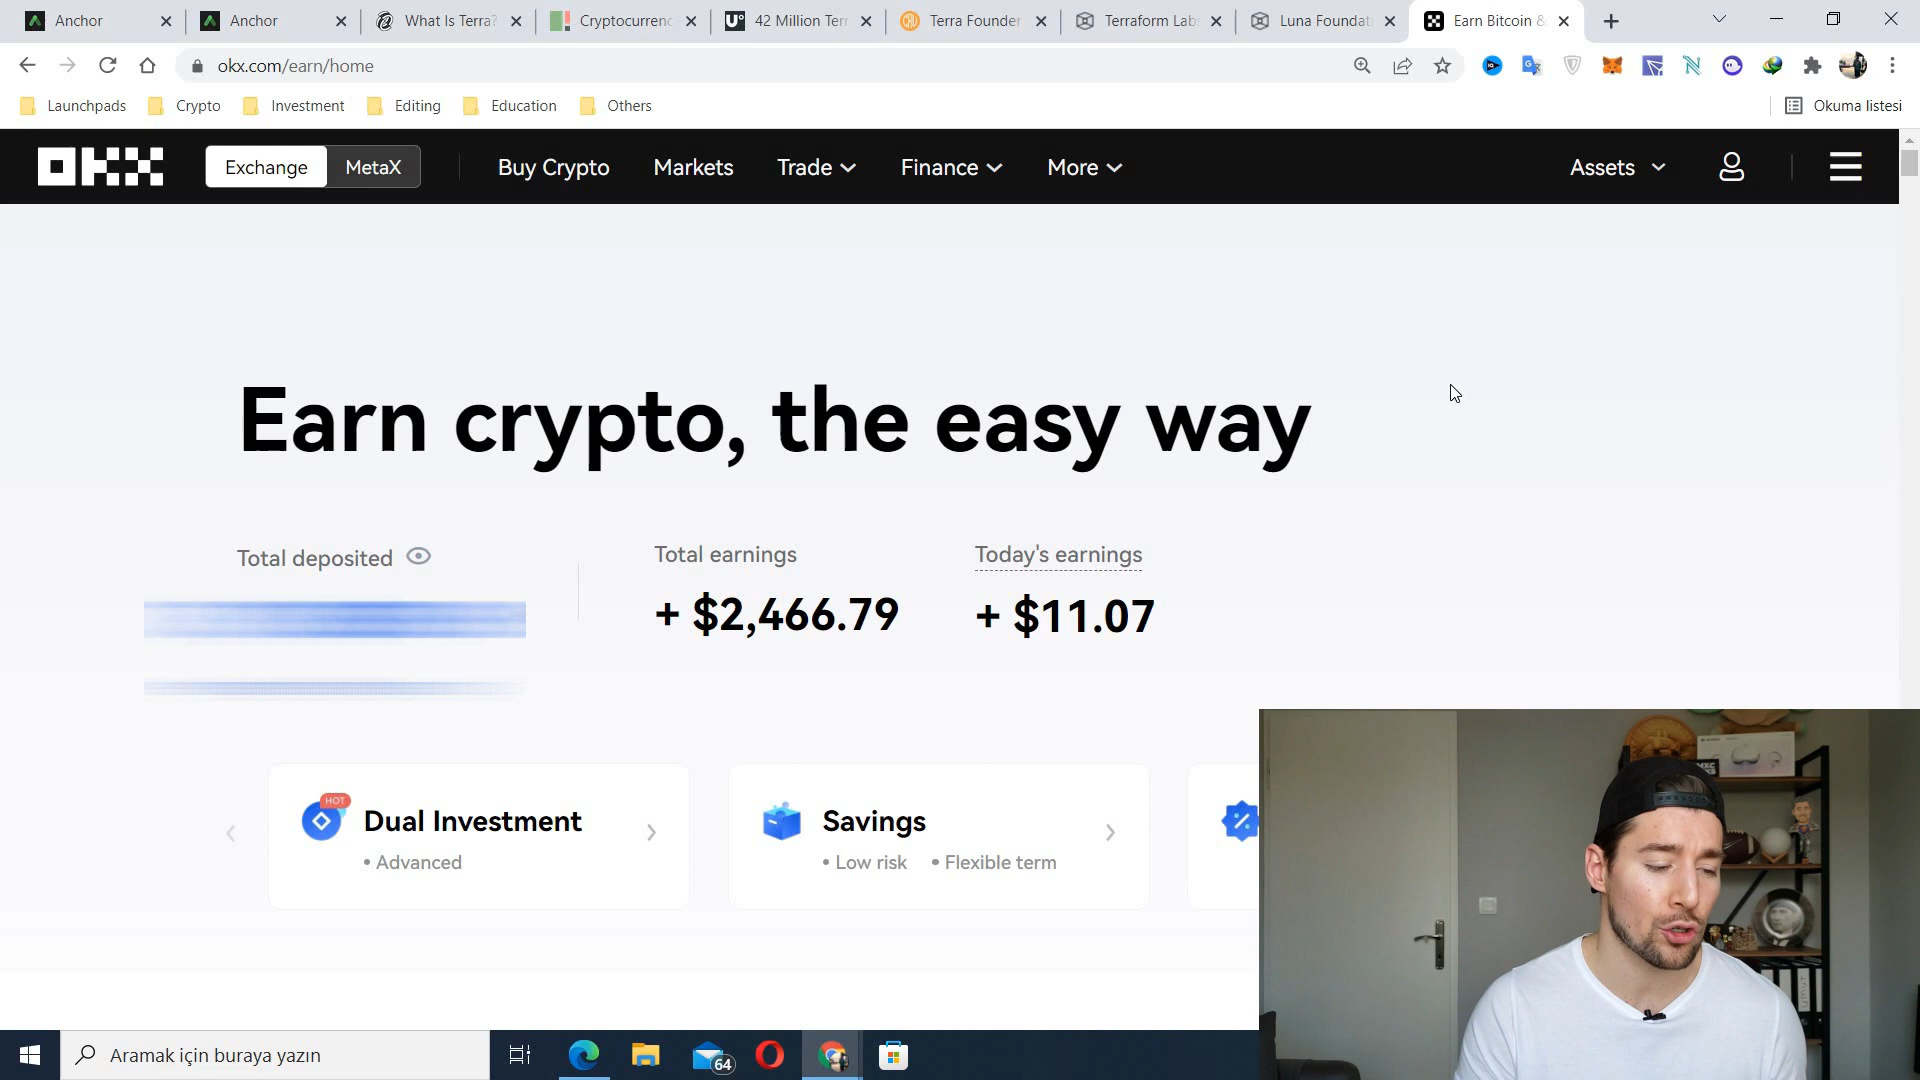 Anchor
Anchor
What Is Terra?
Cryptocurrenc
42 Million Terr
Terra Founder
Terraform Lab
Luna Foundat
Earn Bitcoin &
okx.com/earn/home
Launchpads
Crypto
Investment
Editing
Education
Others
Okuma listesi
OKX
Exchange
MetaX
Buy Crypto
Markets
Trade
Finance
More
Assets
Earn crypto, the easy way
Total deposited
Total earnings
Today's earnings
+ $2,466.79
+ $11.07
HOT
Dual Investment
• Advanced
Savings
• Low risk • Flexible term
Aramak için buraya yazın
64